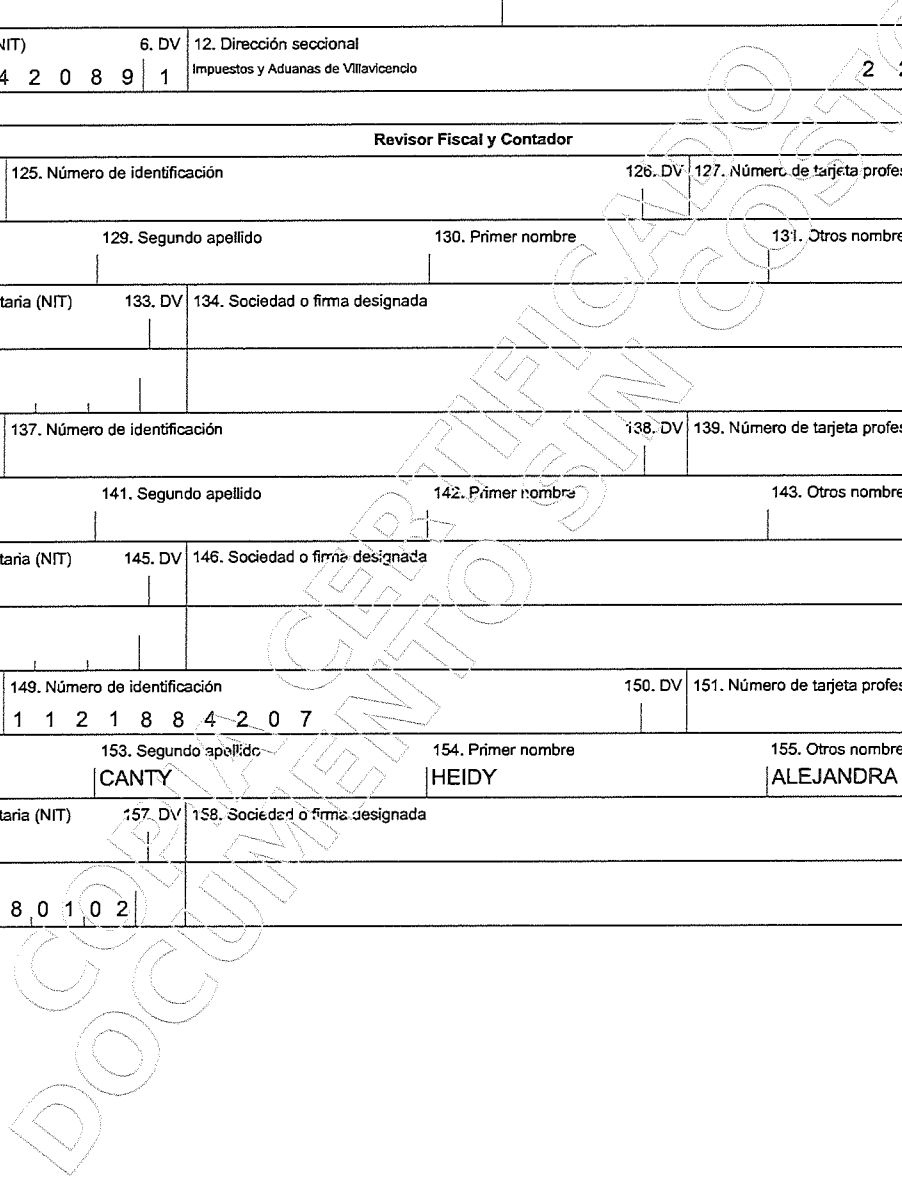 NIT) 6. DV 12. Dirección seccional
4 2 0 8 9 1 Impuestos y Aduanas de Villavicencio 2
Revisor Fiscal y Contador
125. Número de identificación 126. DV 127. Número de tarjeta profes
129. Segundo apellido 130. Primer nombre 131. Otros nombre
taria (NIT) 133. DV 134. Sociedad o firma designada
137. Número de identificación 138. DV 139. Número de tarjeta profes
141. Segundo apellido 142. Primer nombre 143. Otros nombre
taria (NIT) 145. DV 146. Sociedad o firma designada
149. Número de identificación 150. DV 151. Número de tarjeta profes
1 1 2 1 8 8 4 2 0 7
153. Segundo apellido 154. Primer nombre 155. Otros nombre
CANTY HEIDY ALEJANDRA
taria (NIT) 157. DV 158. Sociedad o firma designada
8 0 1 0 2
COPIA CERTIFICADO
DOCUMENTO SIN COSTO